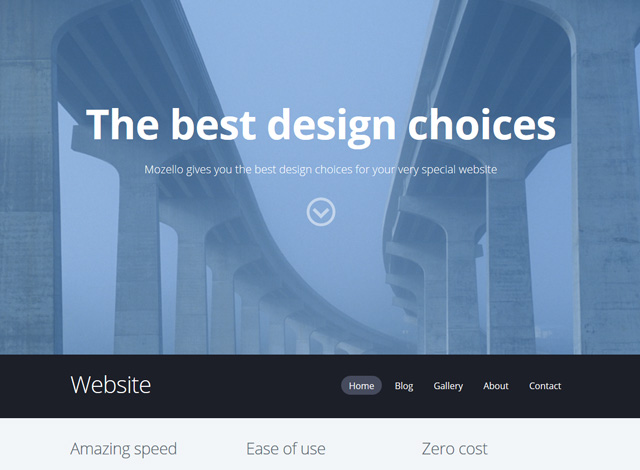 The best design choices
Mozello gives you the best design choices for your very special website
Website
Home Blog Gallery About Contact
Amazing speed Ease of use Zero cost